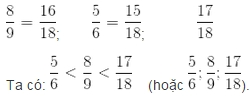 8/9 = 16/18; 5/6 = 15/18; 17/18
Ta có: 5/6 < 8/9 < 17/18 (hoặc 5/6; 8/9; 17/18).